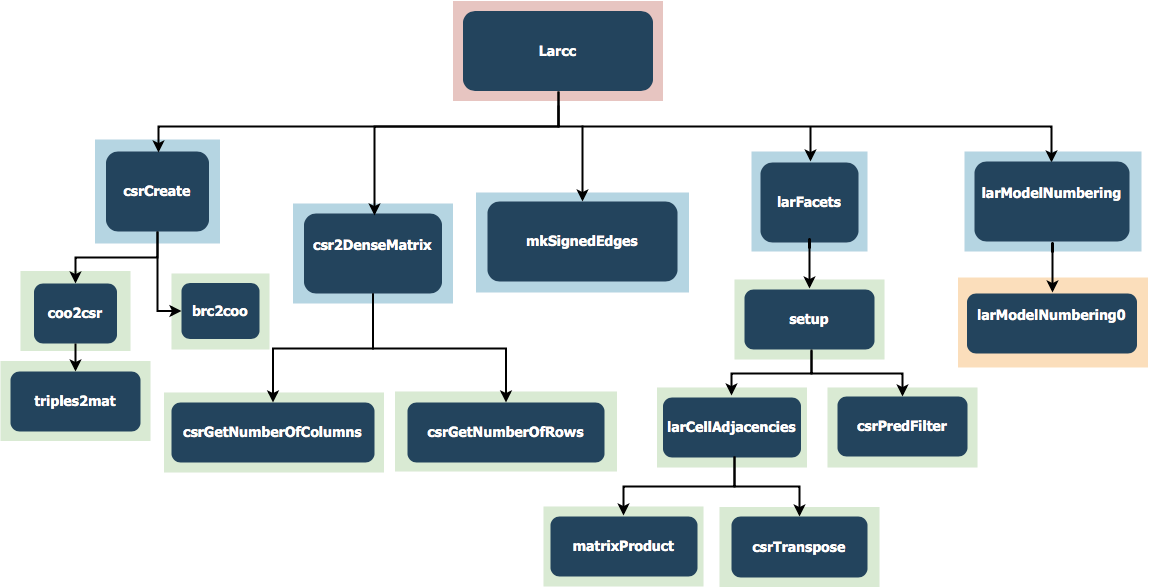 Larcc
csrCreate
csr2DenseMatrix
mkSignedEdges
larFacets
larModelNumbering
coo2csr
brc2coo
setup
larModelNumbering0
triples2mat
csrGetNumberOfColumns
csrGetNumberOfRows
larCellAdjacencies
csrPredFilter
matrixProduct
csrTranspose